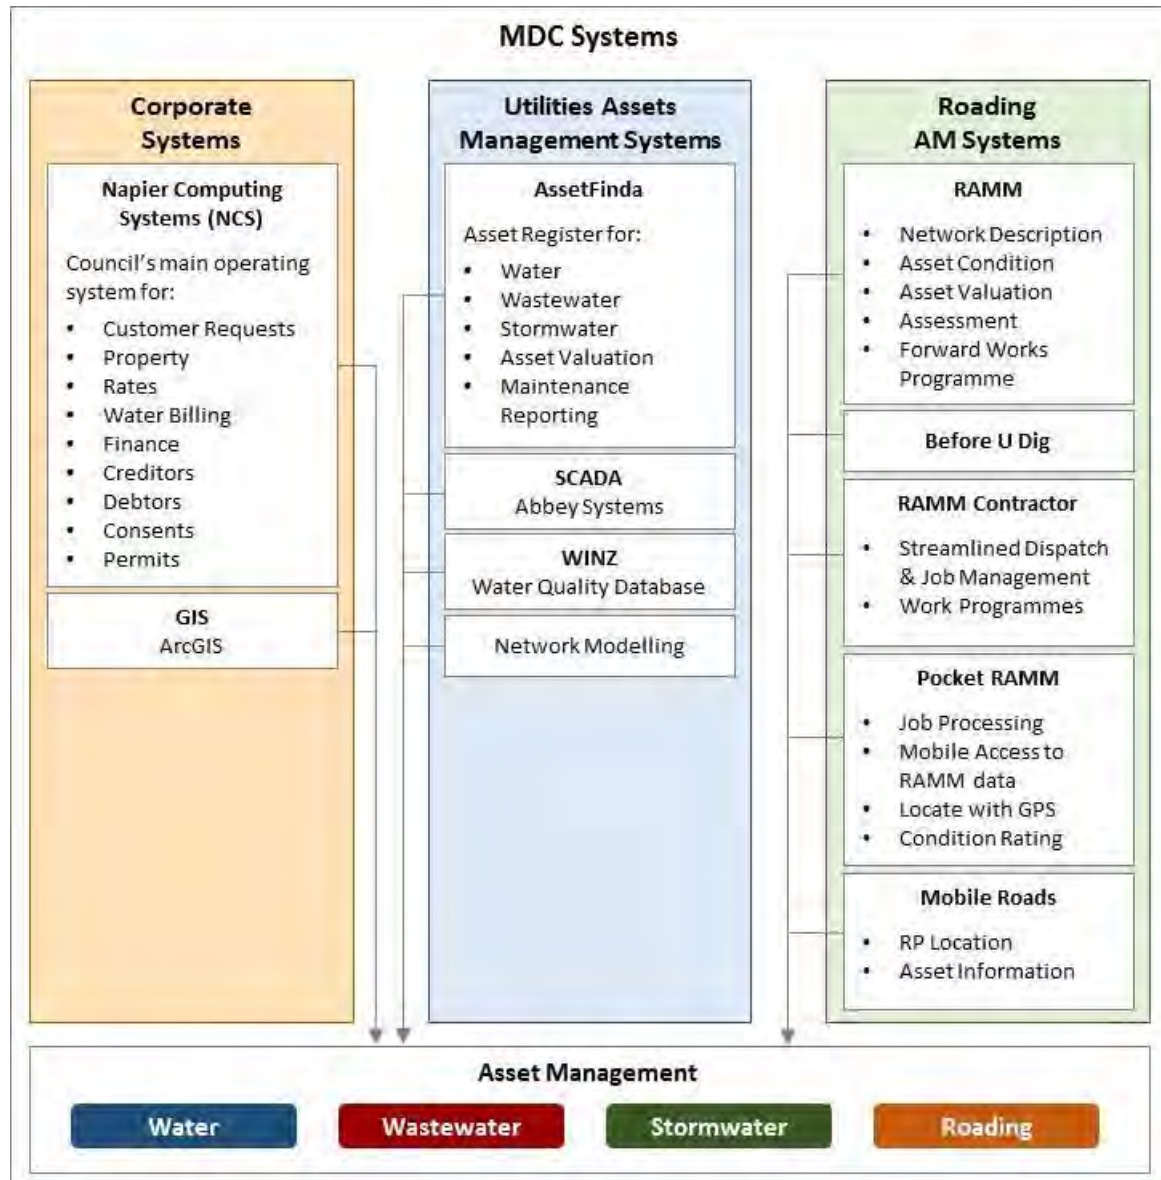 MDC Systems
Corporate
Systems
Napier Computing
Systems (NCS)
Council's main operating
system for:
• Customer Requests
• Property
• Rates
• Water Billing
• Finance
• Creditors
• Debtors
• Consents
• Permits
GIS
ArcGIS
Utilities Assets
Management Systems
AssetFinda
Asset Register for:
• Water
• Wastewater
• Stormwater
• Asset Valuation
• Maintenance
Reporting
SCADA
Abbey Systems
WINZ
Water Quality Database
Network Modelling
Roading
AM Systems
RAMM
• Network Description
• Asset Condition
• Asset Valuation
• Assessment
• Forward Works
Programme
Before U Dig
RAMM Contractor
• Streamlined Dispatch
& Job Management
• Work Programmes
Pocket RAMM
• Job Processing
• Mobile Access to
RAMM data
• Locate with GPS
• Condition Rating
Mobile Roads
• RP Location
• Asset Information
Asset Management
Water
Wastewater
Stormwater
Roading